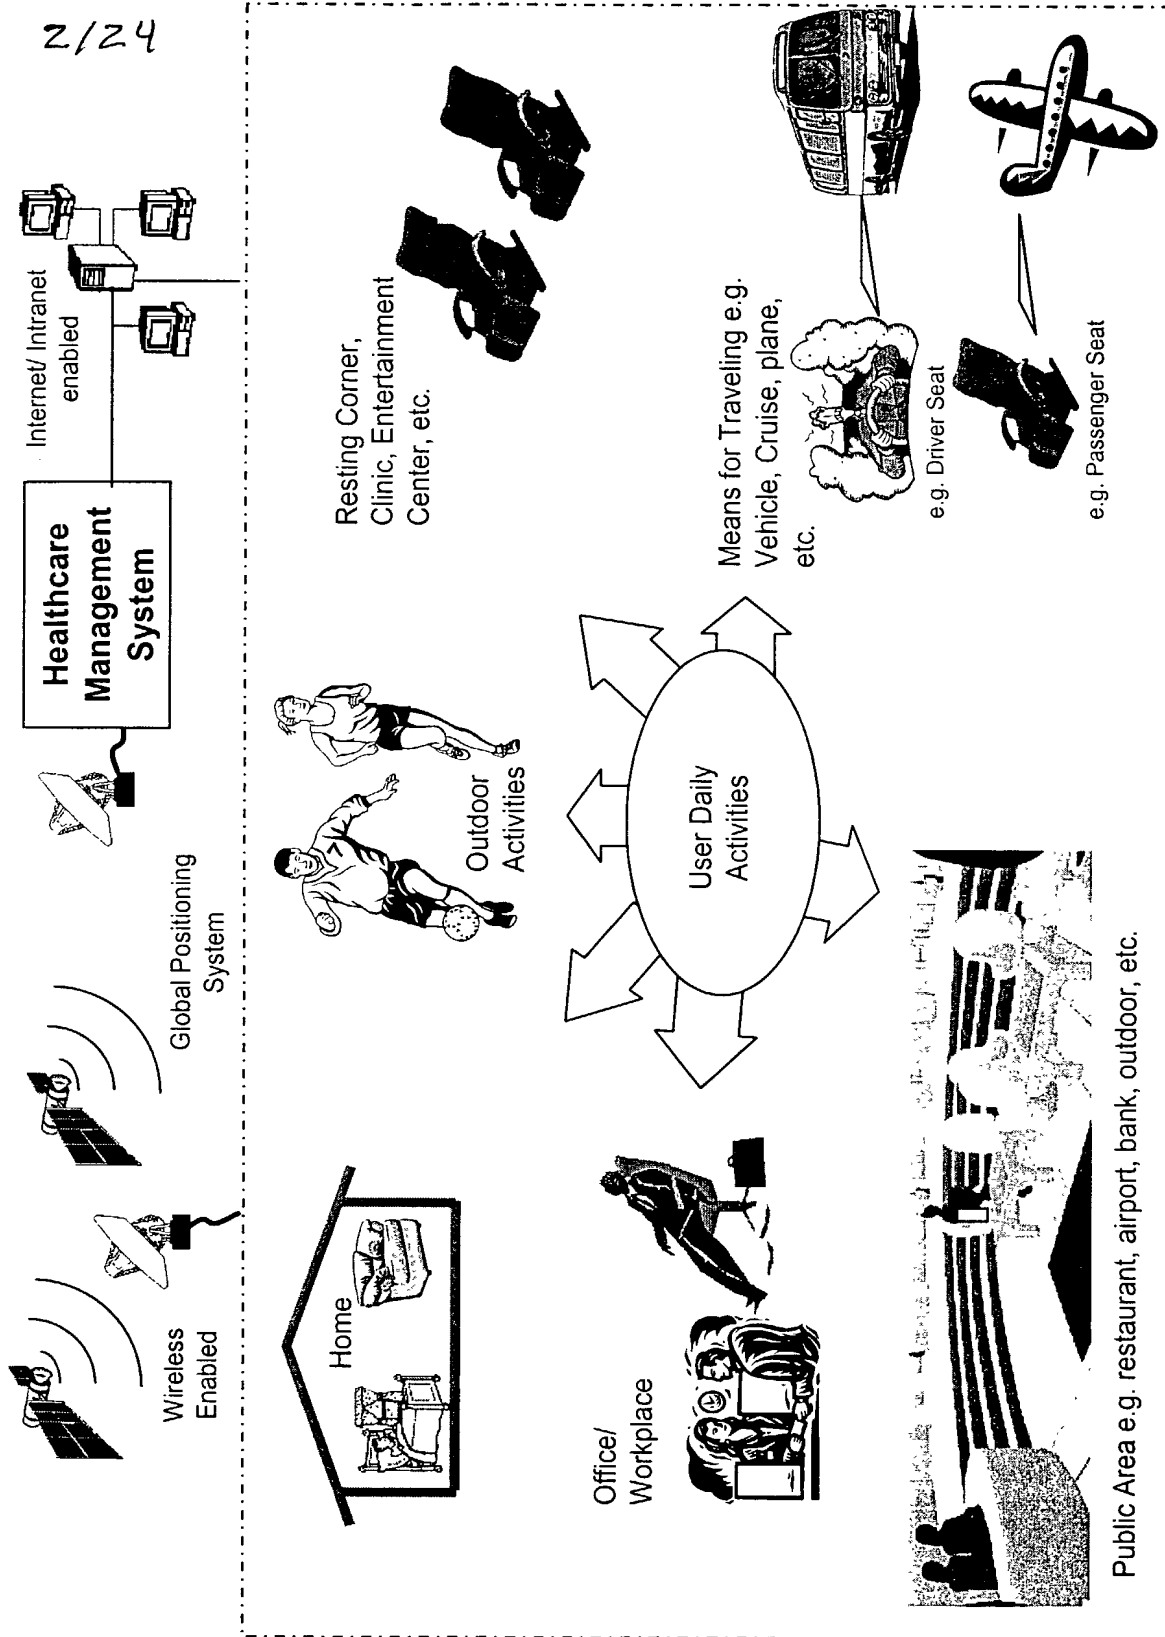 2/24
Wireless
Enabled
Global Positioning
System
Healthcare
Management
System
Internet/ Intranet
enabled
Home
Outdoor
Activities
Resting Corner,
Clinic, Entertainment
Center, etc.
Office/
Workplace
User Daily
Activities
Means for Traveling e.g.
Vehicle, Cruise, plane,
etc.
e.g. Driver Seat
e.g. Passenger Seat
Public Area e.g. restaurant, airport, bank, outdoor, etc.